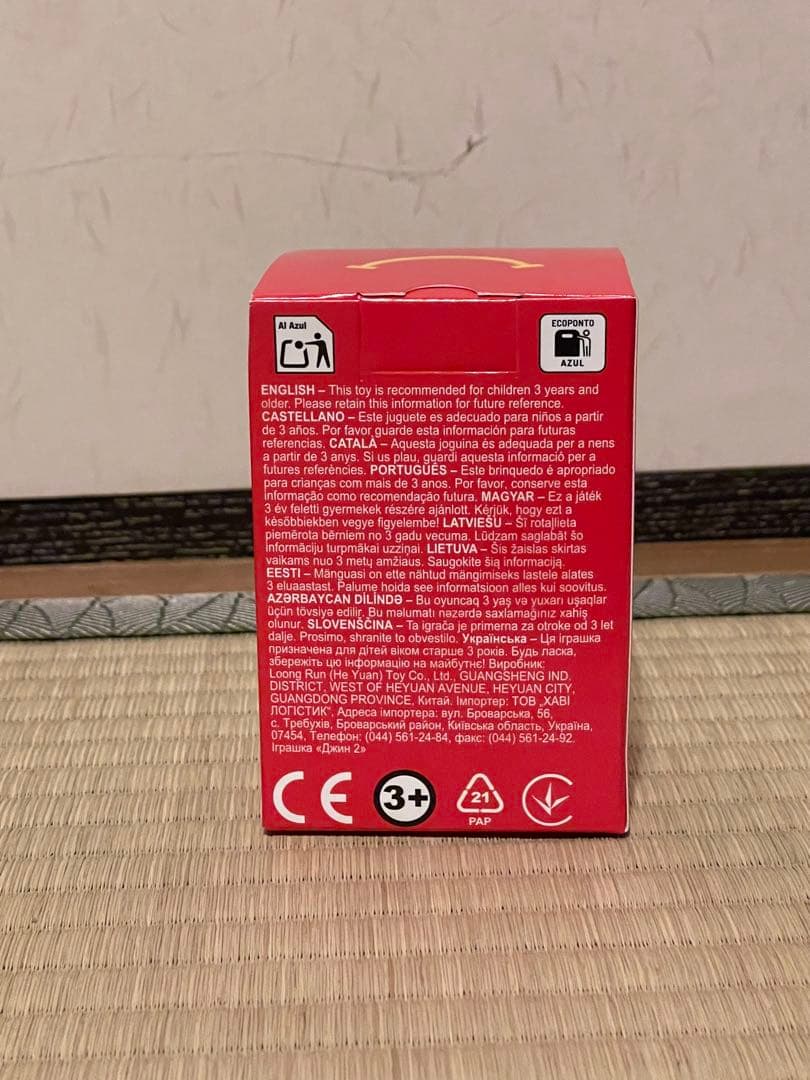 Al Azul
ECOPONTO
AZUL
ENGLISH – This toy is recommended for children 3 years and
older. Please retain this information for future reference.
CASTELLANO – Este juguete es adecuado para niños a partir
de 3 años. Por favor guarde esta información para futuras
referencias. CATALÀ – Aquesta joguina és adequada per a nens
a partir de 3 anys. Si us plau, guardi aquesta informació per a
futures referències. PORTUGUÊS – Este brinquedo é apropriado
para crianças com mais de 3 anos. Por favor, conserve esta
informação como recomendação futura. MAGYAR – Ez a játék
3 év feletti gyermekek részére ajánlott. Kérjük, hogy ezt a
későbbiekben vegye figyelembe! LATVIEŠU – Šī rotaļlieta
piemērota bērniem no 3 gadu vecuma. Lūdzam saglabāt šo
informāciju turpmākai uzziņai. LIETUVA – Šis žaislas skirtas
vaikams nuo 3 metų amžiaus. Saugokite šią informaciją.
EESTI – Mänguasi on ette nähtud mängimiseks lastele alates
3 eluaastast. Palume hoida see informatsioon alles kui soovitus.
AZƏRBAYCAN DİLİNDƏ – Bu oyuncaq 3 yaş və yuxarı uşaqlar
üçün tövsiyə edilir. Bu məlumatı nəzərdə saxlamağınız xahiş
olunur. SLOVENŠČINA – Ta igrača je primerna za otroke od 3 let
dalje. Prosimo, shranite to obvestilo. Українська – Ця іграшка
призначена для дітей віком старше 3 років. Будь ласка,
збережіть цю інформацію на майбутнє! Виробник:
Loong Run (He Yuan) Toy Co., Ltd., GUANGSHENG IND.
DISTRICT, WEST OF HEYUAN AVENUE, HEYUAN CITY,
GUANGDONG PROVINCE, Китай. Імпортер: ТОВ „ХАВІ
ЛОГІСТІК", Адреса імпортера: вул. Броварська, 56,
с. Требухів, Броварський район, Київська область, Україна,
07454, Телефон: (044) 561-24-84, факс: (044) 561-24-92.
Іграшка «Джин 2»
CE
3+
21
PAP